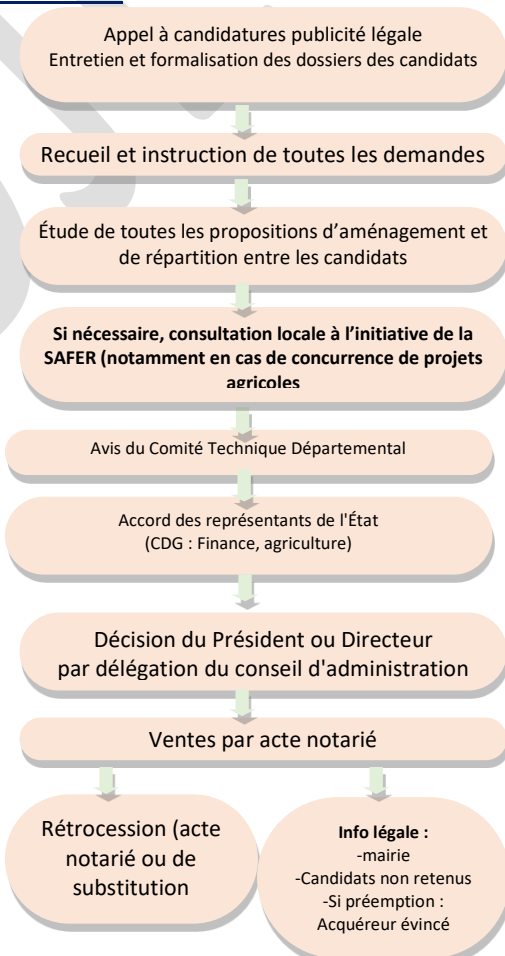 Appel à candidatures publicité légale
Entretien et formalisation des dossiers des candidats
Recueil et instruction de toutes les demandes
Étude de toutes les propositions d'aménagement et
de répartition entre les candidats
Si nécessaire, consultation locale à l'initiative de la
SAFER (notamment en cas de concurrence de projets
agricoles
Avis du Comité Technique Départemental
Accord des représentants de l'État
(CDG : Finance, agriculture)
Décision du Président ou Directeur
par délégation du conseil d'administration
Ventes par acte notarié
Rétrocession (acte
notarié ou de
substitution
Info légale :
-mairie
-Candidats non retenus
-Si préemption :
Acquéreur évincé